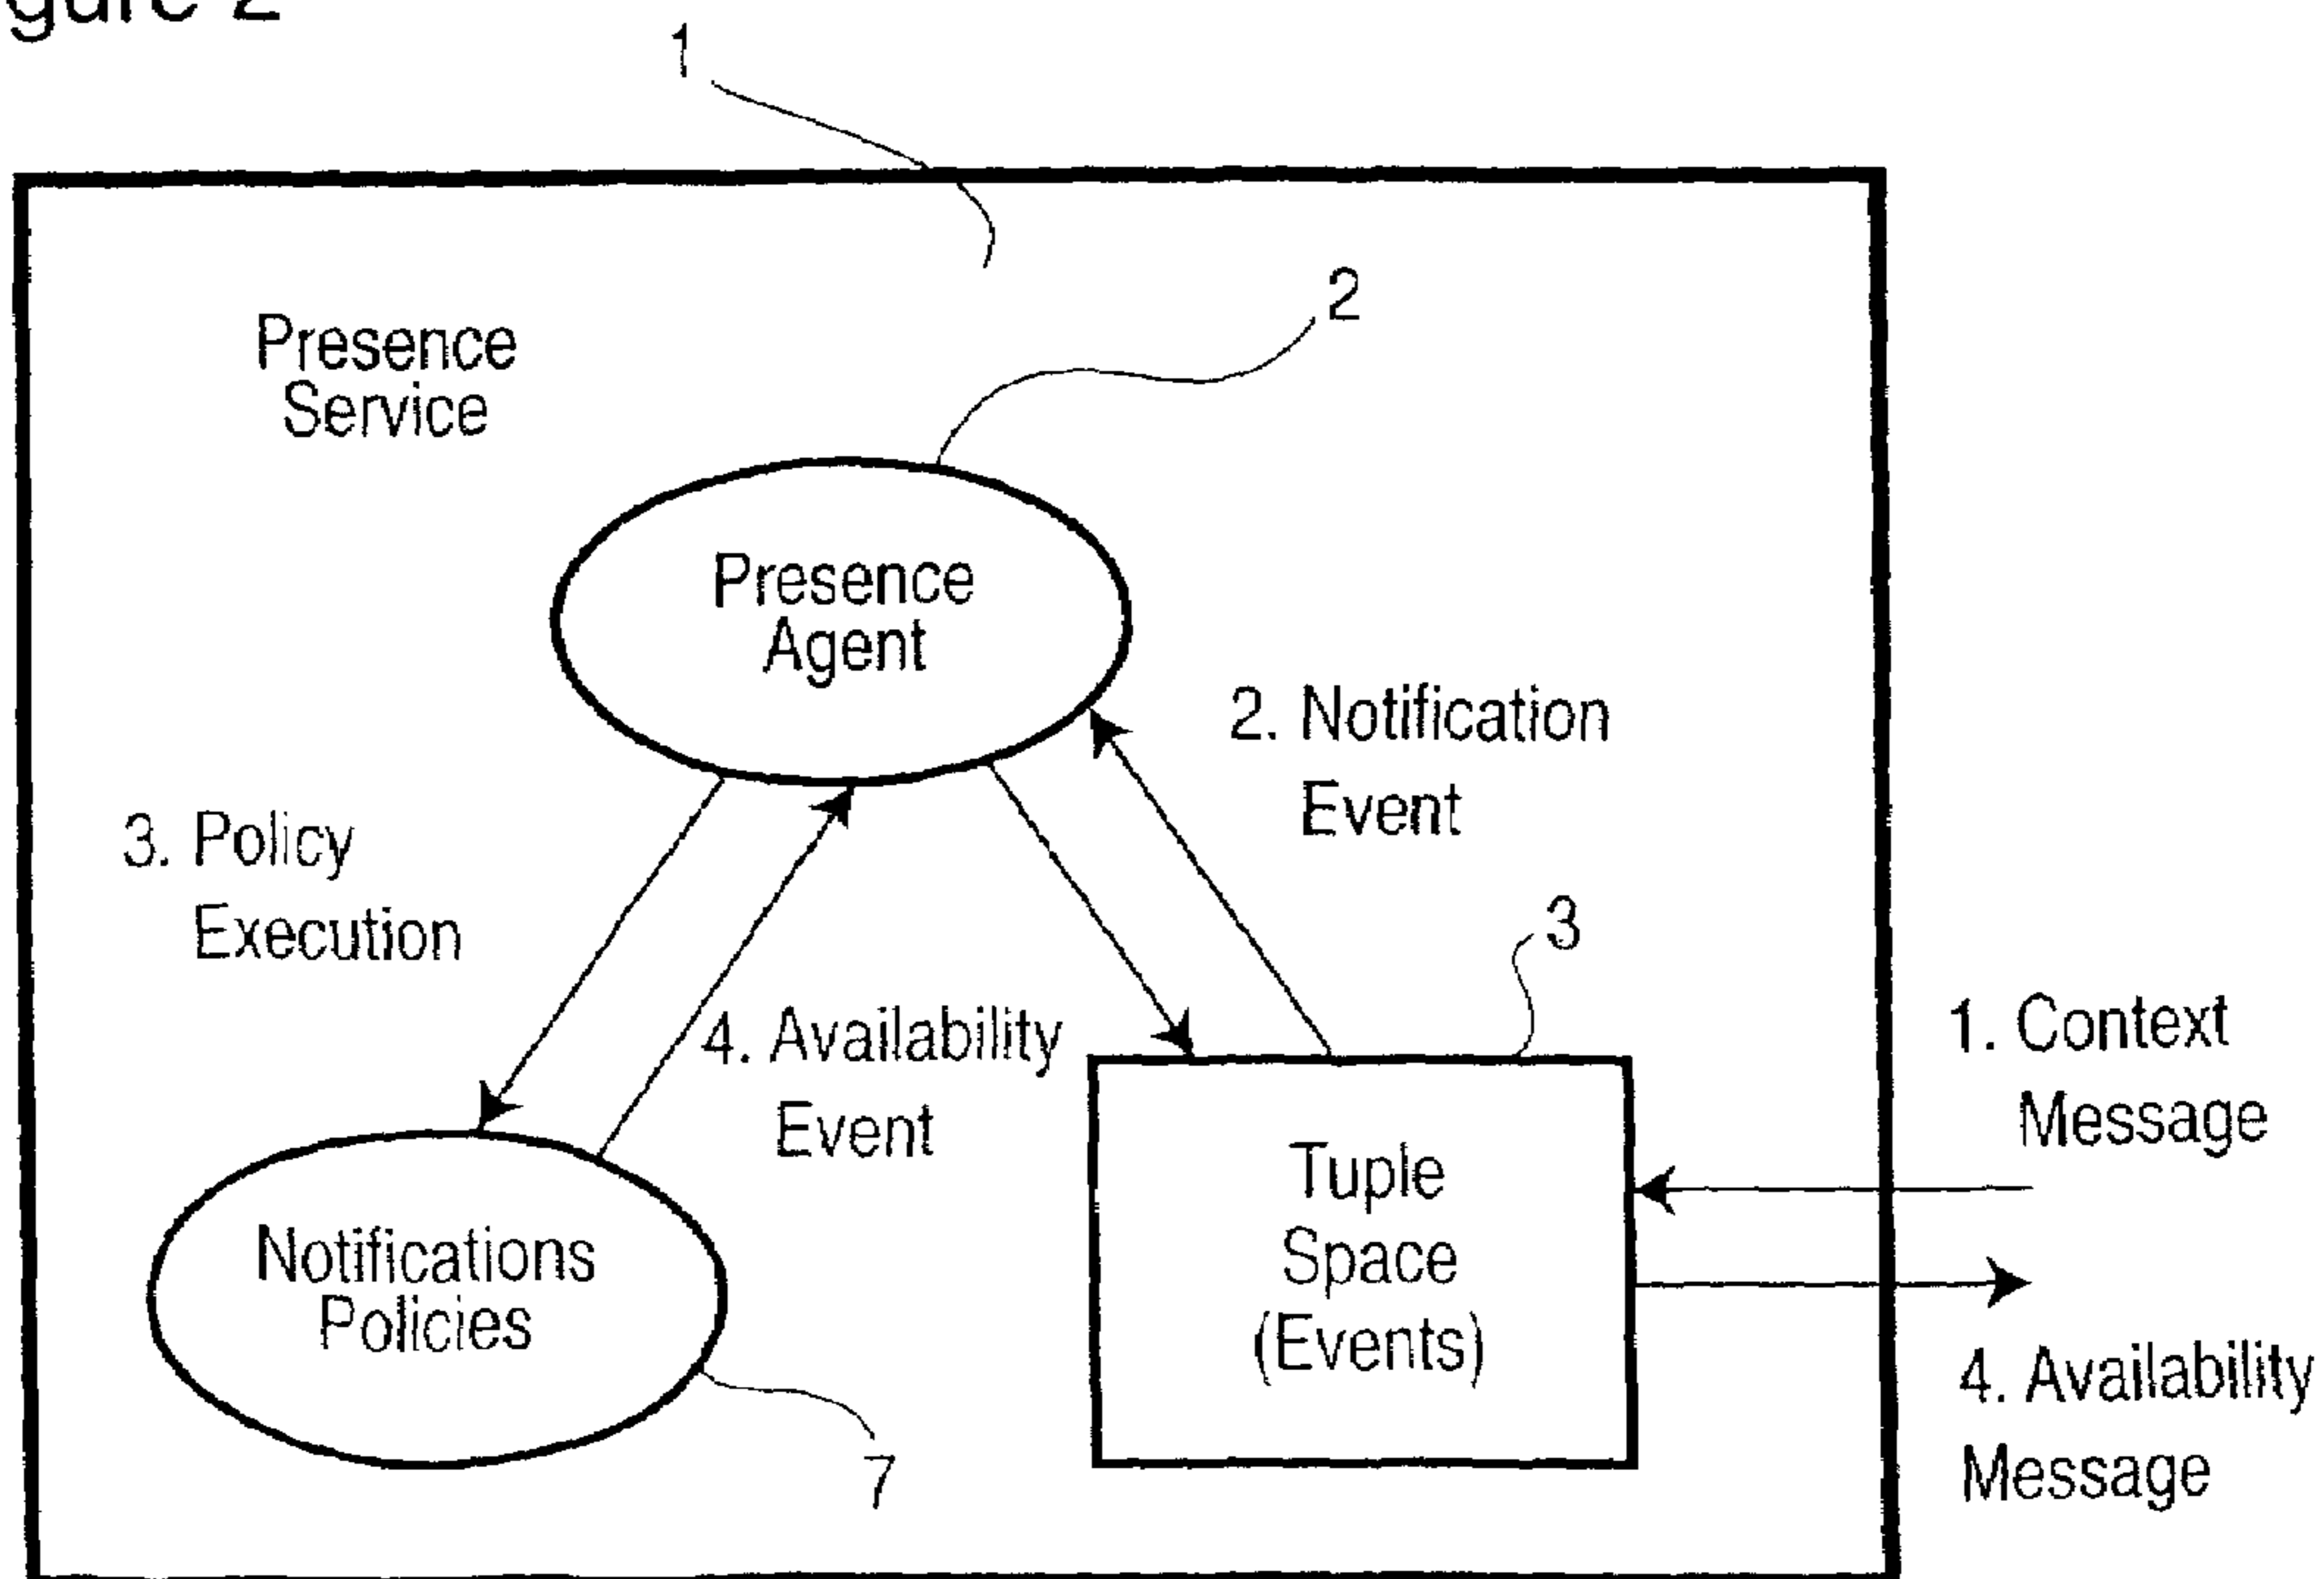 gure 2
1
2
Presence
Service
Presence
Agent
2. Notification
Event
3. Policy
Execution
3
4. Availability
Event
1. Context
Message
Tuple
Space
(Events)
Notifications
Policies
4. Availability
Message
7